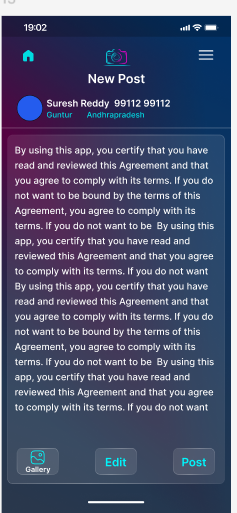 19:02
New Post
Suresh Reddy 99112 99112
Guntur Andhrapradesh
By using this app, you certify that you have
read and reviewed this Agreement and that
you agree to comply with its terms. If you do
not want to be bound by the terms of this
Agreement, you agree to comply with its
terms. If you do not want to be By using this
app, you certify that you have read and
reviewed this Agreement and that you agree
to comply with its terms. If you do not want
By using this app, you certify that you have
read and reviewed this Agreement and that
you agree to comply with its terms. If you do
not want to be bound by the terms of this
Agreement, you agree to comply with its
terms. If you do not want to be By using this
app, you certify that you have read and
reviewed this Agreement and that you agree
to comply with its terms. If you do not want
Gallery
Edit
Post